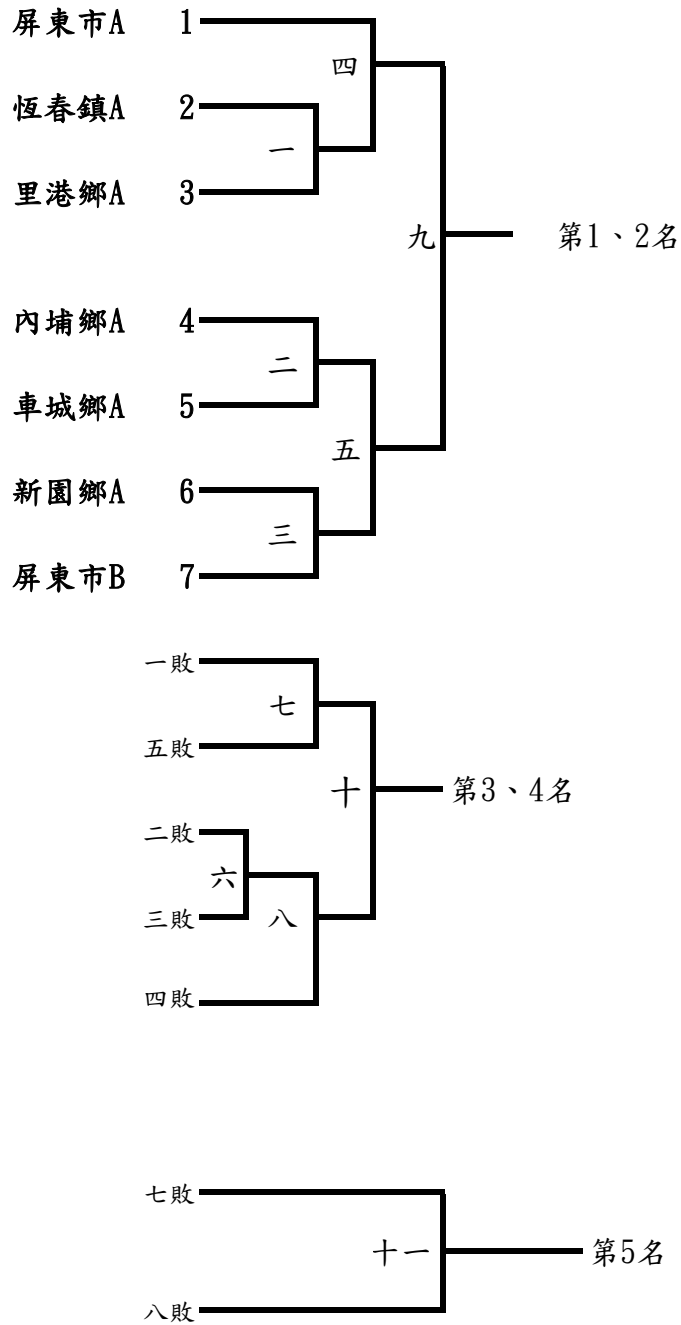 屏東市A 1
四
恆春鎮A 2
一
里港鄉A 3
九 第1、2名
內埔鄉A 4
二
車城鄉A 5
五
新園鄉A 6
三
屏東市B 7
一敗
七
五敗
十 第3、4名
二敗
六
三敗 八
四敗
七敗
十一 第5名
八敗